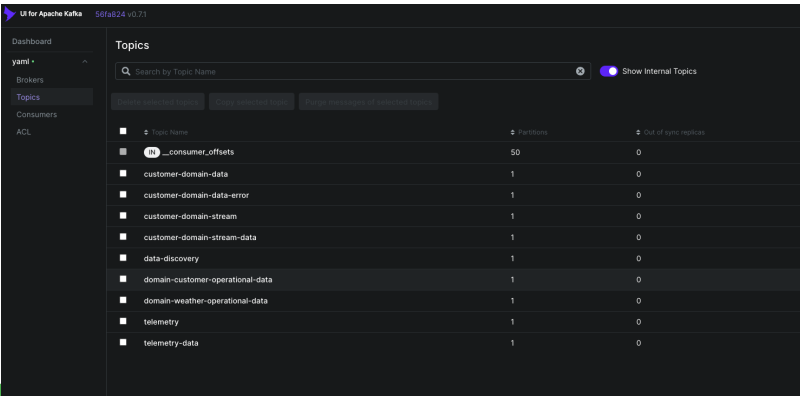 UI for Apache Kafka 56fa824 v0.7.1
Dashboard
yaml
Brokers
Topics
Consumers
ACL
Topics
Search by Topic Name
Show Internal Topics
Delete selected topics Copy selected topic Purge messages of selected topics
Topic Name Partitions Out of sync replicas
IN __consumer_offsets 50 0
customer-domain-data 1 0
customer-domain-data-error 1 0
customer-domain-stream 1 0
customer-domain-stream-data 1 0
data-discovery 1 0
domain-customer-operational-data 1 0
domain-weather-operational-data 1 0
telemetry 1 0
telemetry-data 1 0